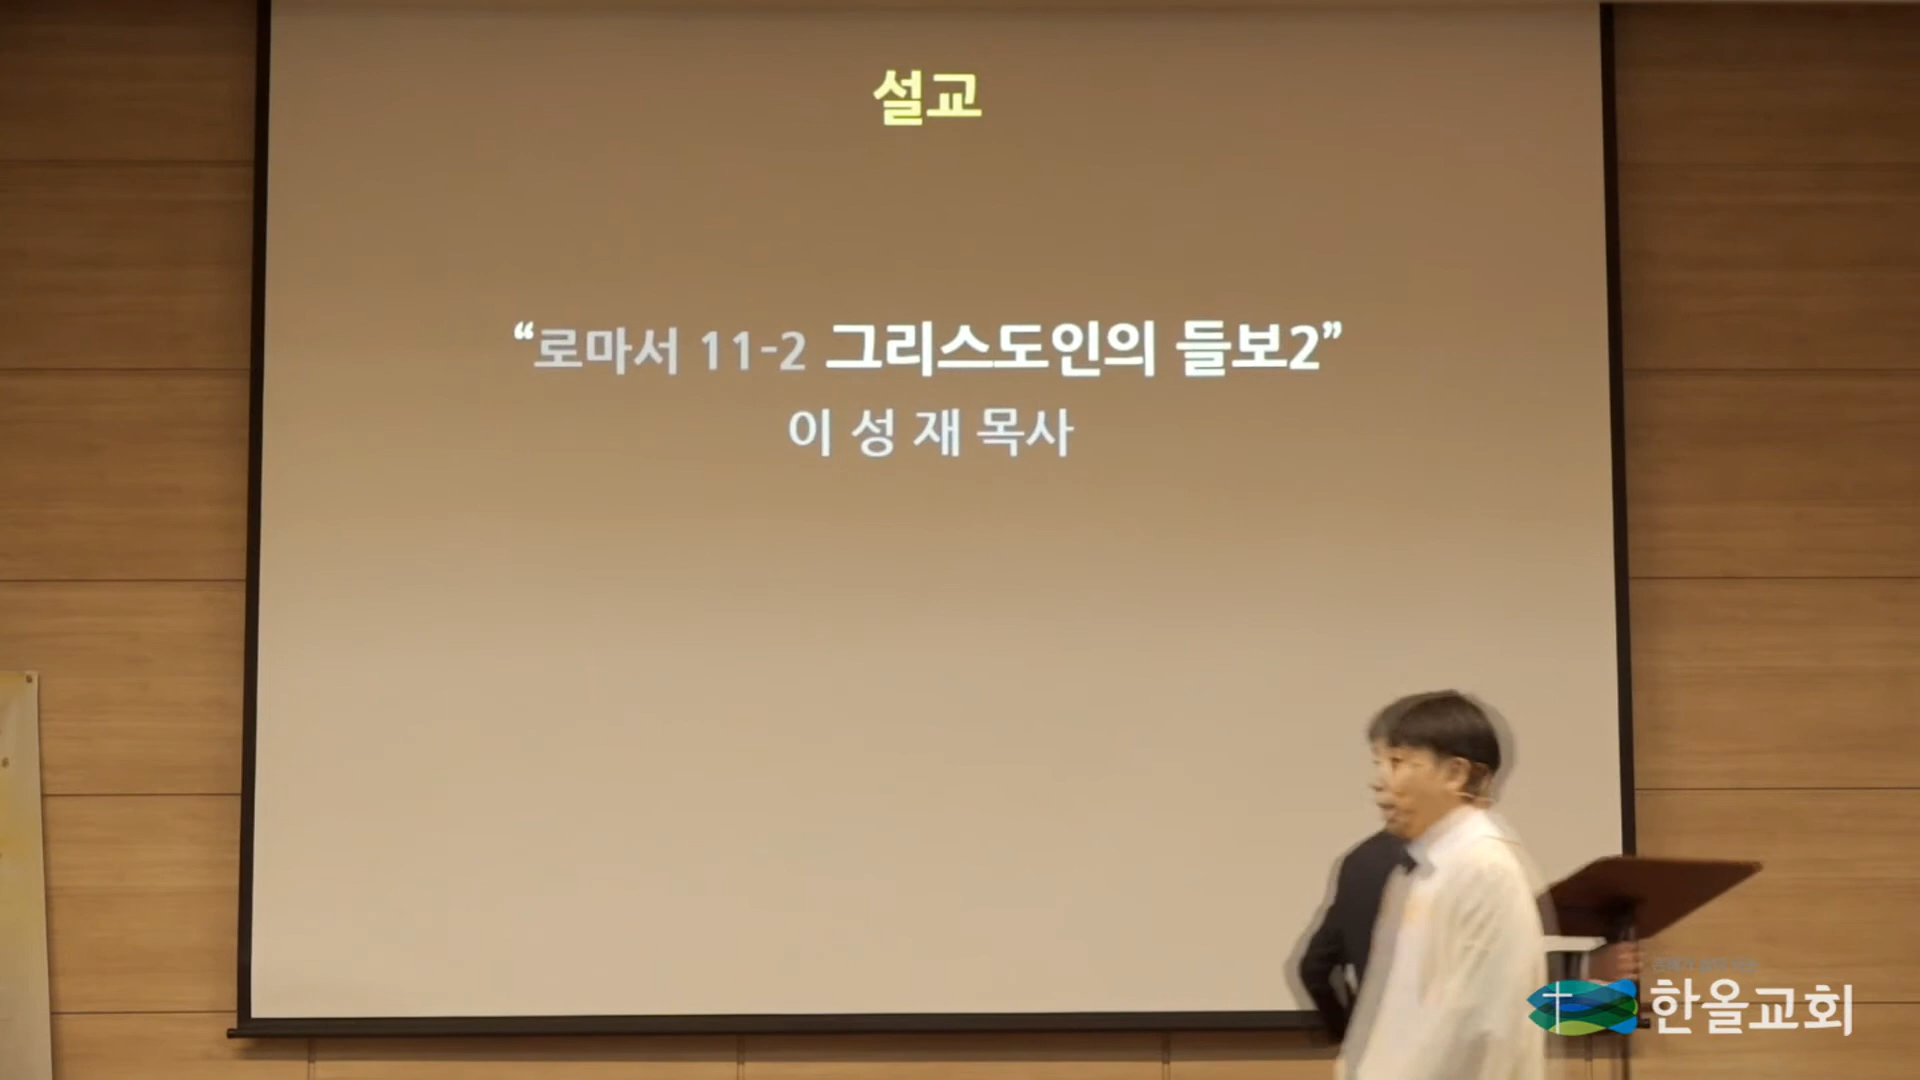 설교
“로마서 11-2 그리스도인의 들보2”
이 성 재 목사
한올교회